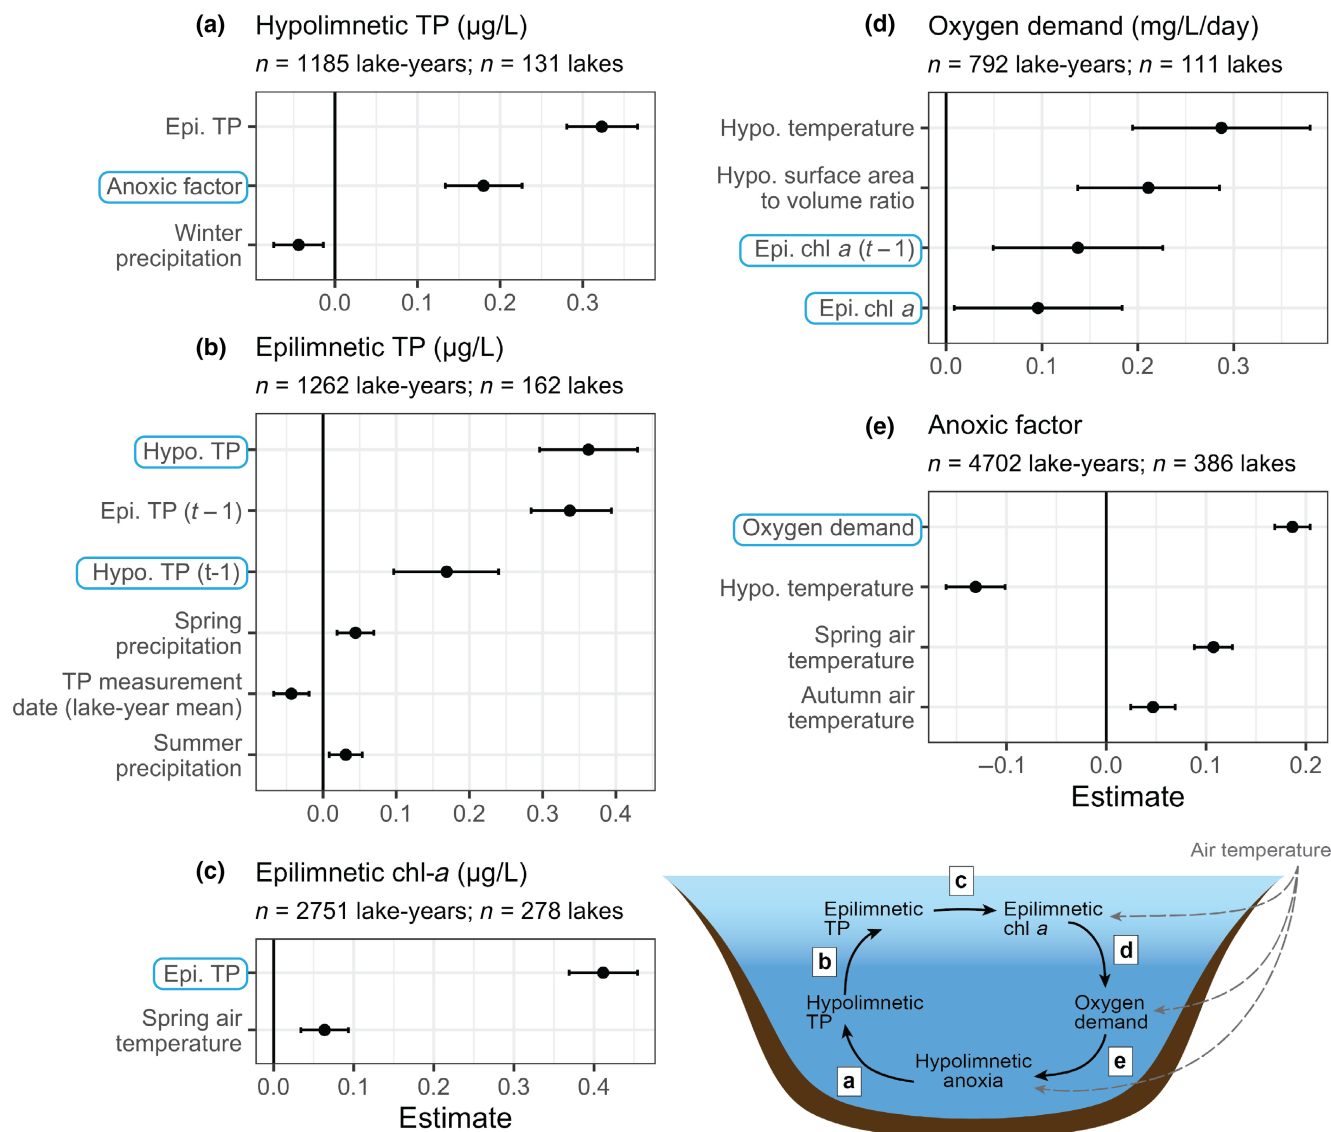 (a) Hypolimnetic TP (µg/L)
n = 1185 lake-years; n = 131 lakes
Epi. TP
Anoxic factor
Winter
precipitation
0.0 0.1 0.2 0.3
(b) Epilimnetic TP (µg/L)
n = 1262 lake-years; n = 162 lakes
Hypo. TP
Epi. TP (t – 1)
Hypo. TP (t-1)
Spring
precipitation
TP measurement
date (lake-year mean)
Summer
precipitation
0.0 0.1 0.2 0.3 0.4
(c) Epilimnetic chl-a (µg/L)
n = 2751 lake-years; n = 278 lakes
Epi. TP
Spring air
temperature
0.0 0.1 0.2 0.3 0.4
Estimate
(d) Oxygen demand (mg/L/day)
n = 792 lake-years; n = 111 lakes
Hypo. temperature
Hypo. surface area
to volume ratio
Epi. chl a (t – 1)
Epi. chl a
0.0 0.1 0.2 0.3
(e) Anoxic factor
n = 4702 lake-years; n = 386 lakes
Oxygen demand
Hypo. temperature
Spring air
temperature
Autumn air
temperature
–0.1 0.0 0.1 0.2
Estimate
Air temperature
c
Epilimnetic
TP
Epilimnetic
chl a
b
d
Hypolimnetic
TP
Oxygen
demand
Hypolimnetic
anoxia
a
e